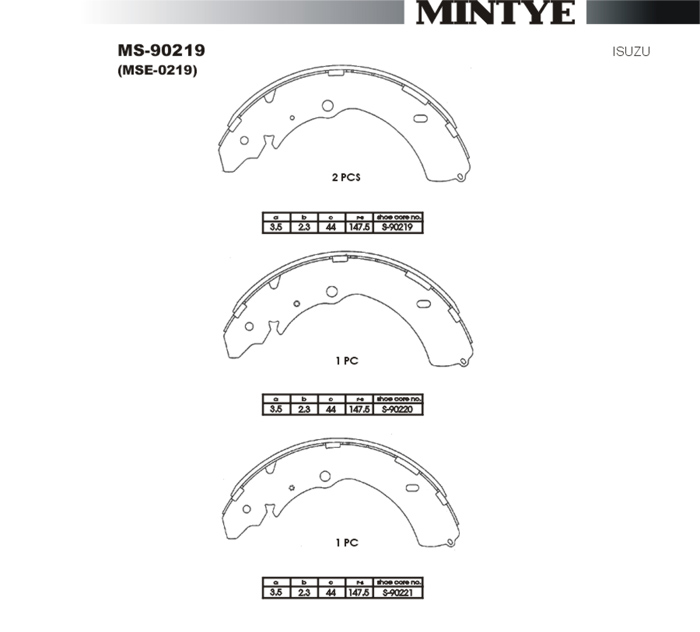 MINTYE
MS-90219 ISUZU
(MSE-0219)
2 PCS
a b c r-s shoe core no.
3.5 2.3 44 147.5 S-90219
1 PC
a b c r-s shoe core no.
3.5 2.3 44 147.5 S-90220
1 PC
a b c r-s shoe core no.
3.5 2.3 44 147.5 S-90221